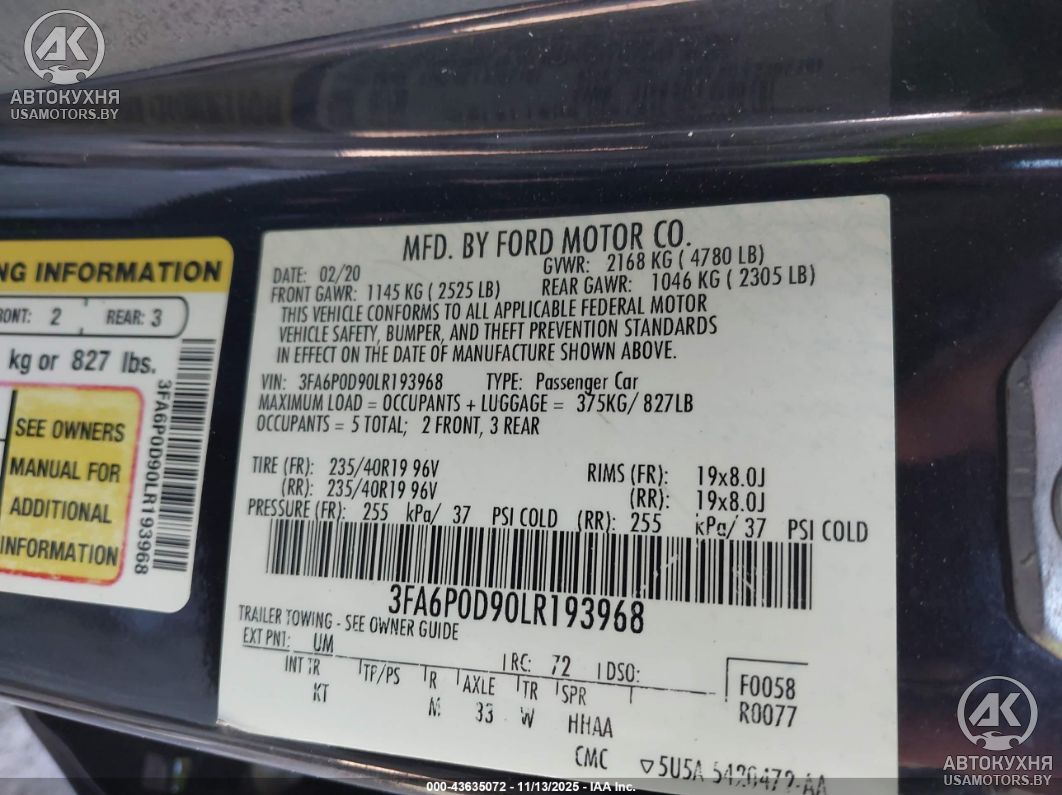 АК
АВТОКУХНЯ
USAMOTORS.BY
NG INFORMATION
RONT: 2 REAR: 3
kg or 827 lbs.
SEE OWNERS
MANUAL FOR
ADDITIONAL
INFORMATION
3FA6P0D90LR193968
MFD. BY FORD MOTOR CO.
DATE: 02/20 GVWR: 2168 KG ( 4780 LB)
FRONT GAWR: 1145 KG ( 2525 LB) REAR GAWR: 1046 KG ( 2305 LB)
THIS VEHICLE CONFORMS TO ALL APPLICABLE FEDERAL MOTOR
VEHICLE SAFETY, BUMPER, AND THEFT PREVENTION STANDARDS
IN EFFECT ON THE DATE OF MANUFACTURE SHOWN ABOVE.
VIN: 3FA6P0D90LR193968 TYPE: Passenger Car
MAXIMUM LOAD = OCCUPANTS + LUGGAGE = 375KG/ 827LB
OCCUPANTS = 5 TOTAL; 2 FRONT, 3 REAR
TIRE (FR): 235/40R19 96V RIMS (FR): 19x8.0J
(RR): 235/40R19 96V (RR): 19x8.0J
PRESSURE (FR): 255 kPa/ 37 PSI COLD (RR): 255 kPa/ 37 PSI COLD
3FA6P0D90LR193968
TRAILER TOWING - SEE OWNER GUIDE
EXT PNT: UM RC: 72 DSO: F0058
INT TR TP/PS R AXLE TR SPR R0077
KT M 33 W HHAA
CMC ▽5U5A 5420472-AA
000-43635072 - 11/13/2025 - IAA Inc.
АК
АВТОКУХНЯ
USAMOTORS.BY